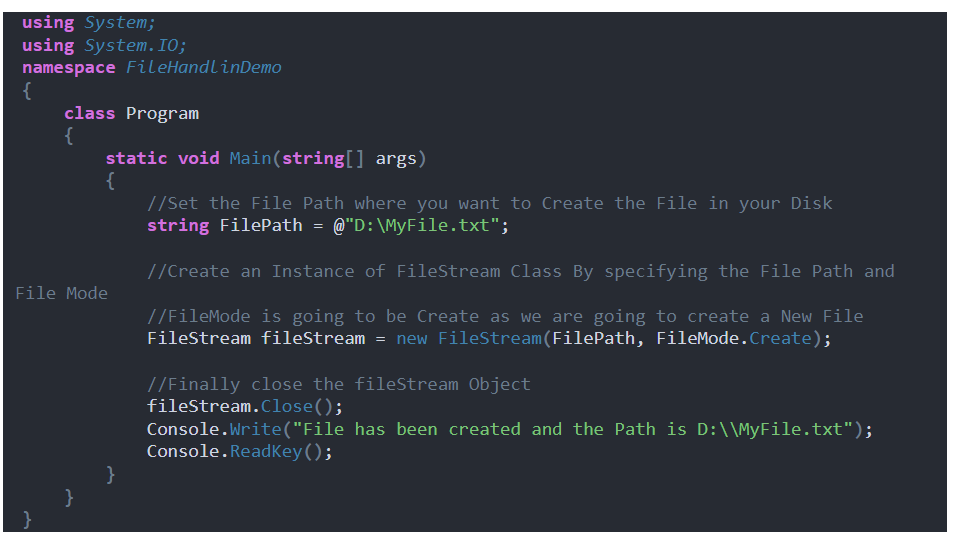 using System;
using System.IO;
namespace FileHandlinDemo
{
    class Program
    {
        static void Main(string[] args)
        {
            //Set the File Path where you want to Create the File in your Disk
            string FilePath = @"D:\MyFile.txt";

            //Create an Instance of FileStream Class By specifying the File Path and
File Mode
            //FileMode is going to be Create as we are going to create a New File
            FileStream fileStream = new FileStream(FilePath, FileMode.Create);

            //Finally close the fileStream Object
            fileStream.Close();
            Console.Write("File has been created and the Path is D:\\MyFile.txt");
            Console.ReadKey();
        }
    }
}